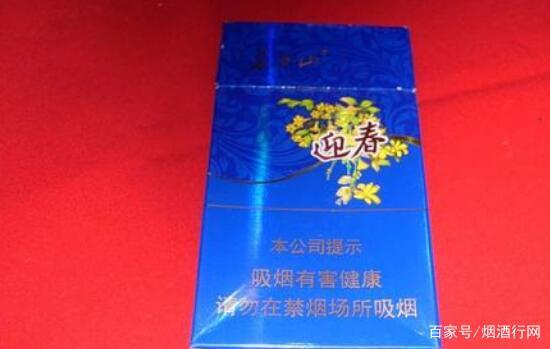 迎春
本公司提示
吸烟有害健康
请勿在禁烟场所吸烟
百家号/烟酒行网